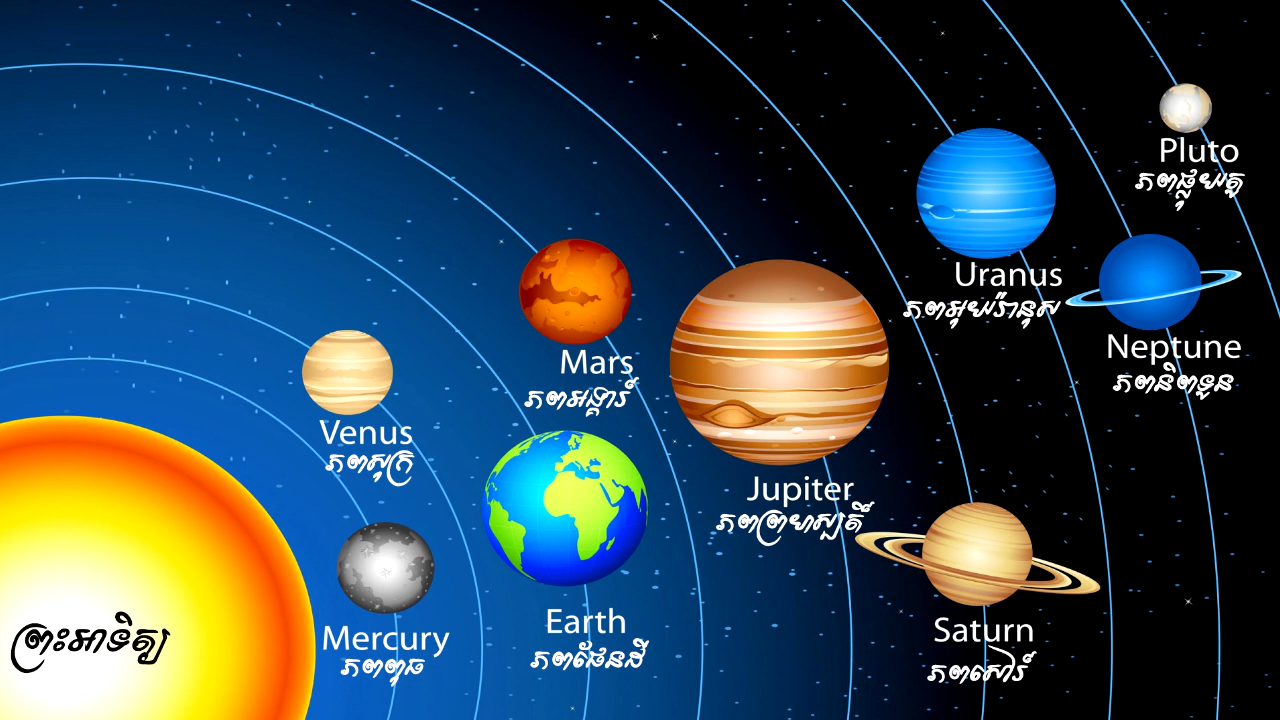 Pluto
ភពផ្លុយតូ
Uranus
ភពអុយរ៉ានុស
Neptune
ភពនិពទូន
Mars
ភពអង្គារ៍
Venus
ភពសុក្រ
Jupiter
ភពព្រហស្បតិ៍
Earth
ភពផែនដី
Saturn
ភពសៅរ៍
Mercury
ភពពុធ
ព្រះអាទិត្យ